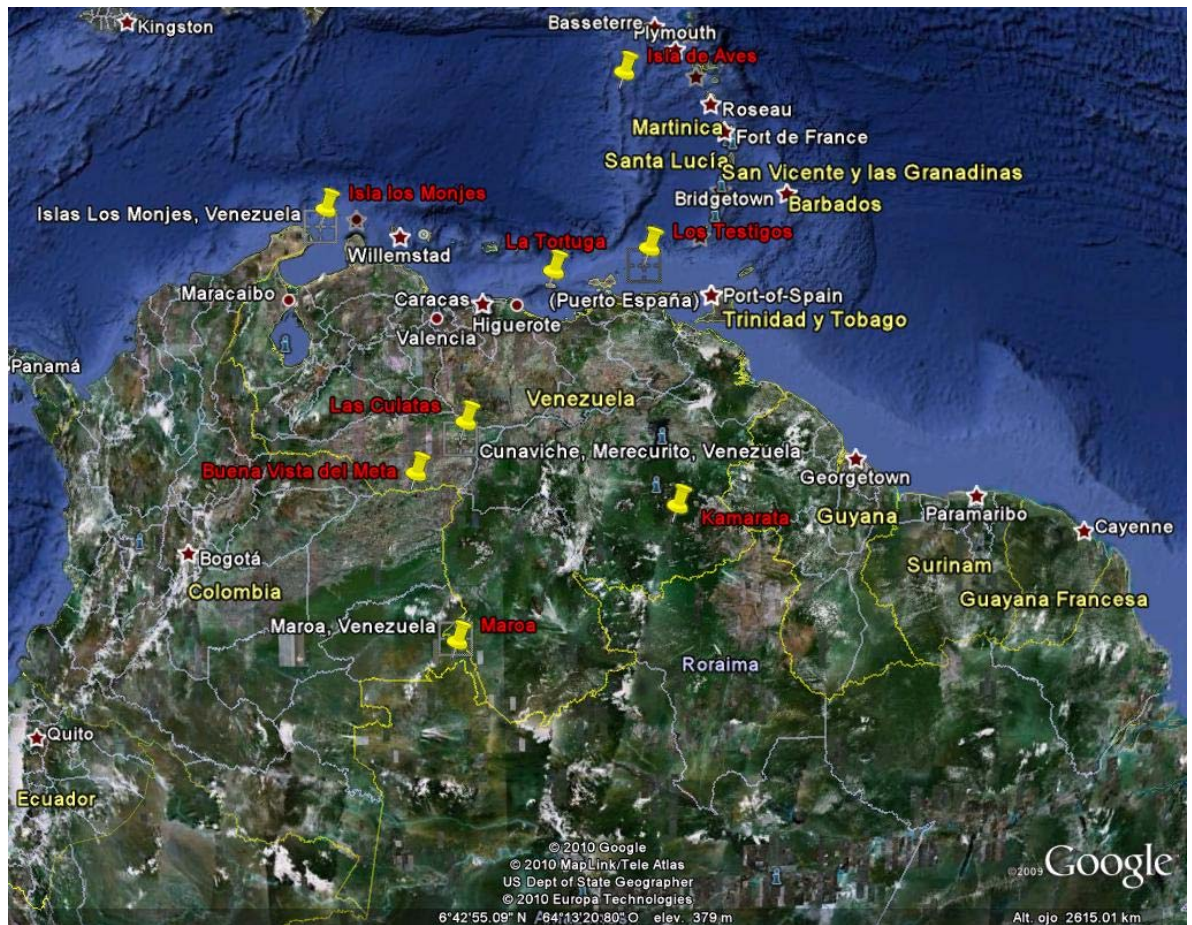 Kingston
Basseterre
Plymouth
Isla de Aves
Roseau
Martinica
Fort de France
Santa Lucía
San Vicente y las Granadinas
Isla los Monjes
Bridgetown
Barbados
Islas Los Monjes, Venezuela
Los Testigos
La Tortuga
Willemstad
Maracaibo
Caracas
(Puerto España)
Port-of-Spain
Higuerote
Trinidad y Tobago
Valencia
Panamá
Las Culatas
Venezuela
Cunaviche, Merecurito, Venezuela
Buena Vista del Meta
Georgetown
Kamarata
Guyana
Paramaribo
Cayenne
Bogotá
Surinam
Colombia
Guayana Francesa
Maroa, Venezuela
Maroa
Roraima
Quito
Ecuador
© 2010 Google
© 2010 MapLink/Tele Atlas
US Dept of State Geographer
© 2010 Europa Technologies
©2009 Google
6°42'55.09" N 64°13'20.80" O elev. 379 m
Alt. ojo 2615.01 km